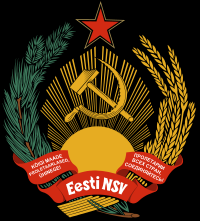 KÕIGI MAADE
PROLETAARLASED,
ÜHINEGE!
ПРОЛЕТАРИИ
ВСЕХ СТРАН,
СОЕДИНЯЙТЕСЬ!
Eesti NSV